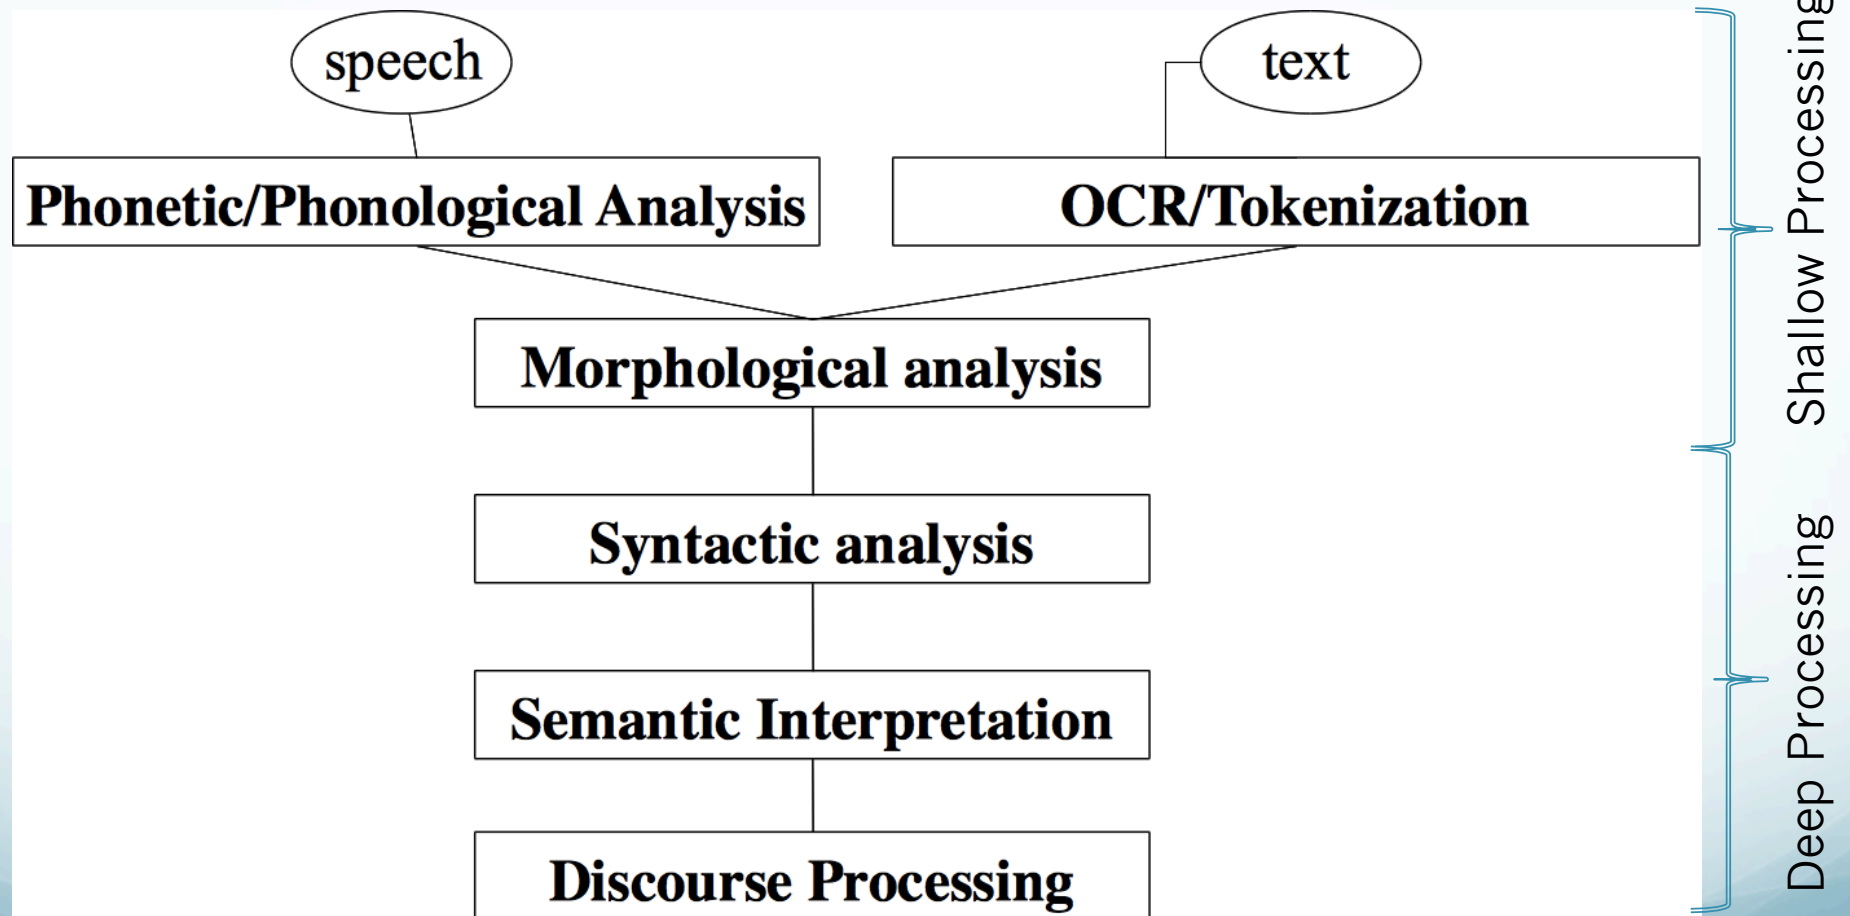 speech
text
Phonetic/Phonological Analysis
OCR/Tokenization
Morphological analysis
Syntactic analysis
Semantic Interpretation
Discourse Processing
Shallow Processing
Deep Processing